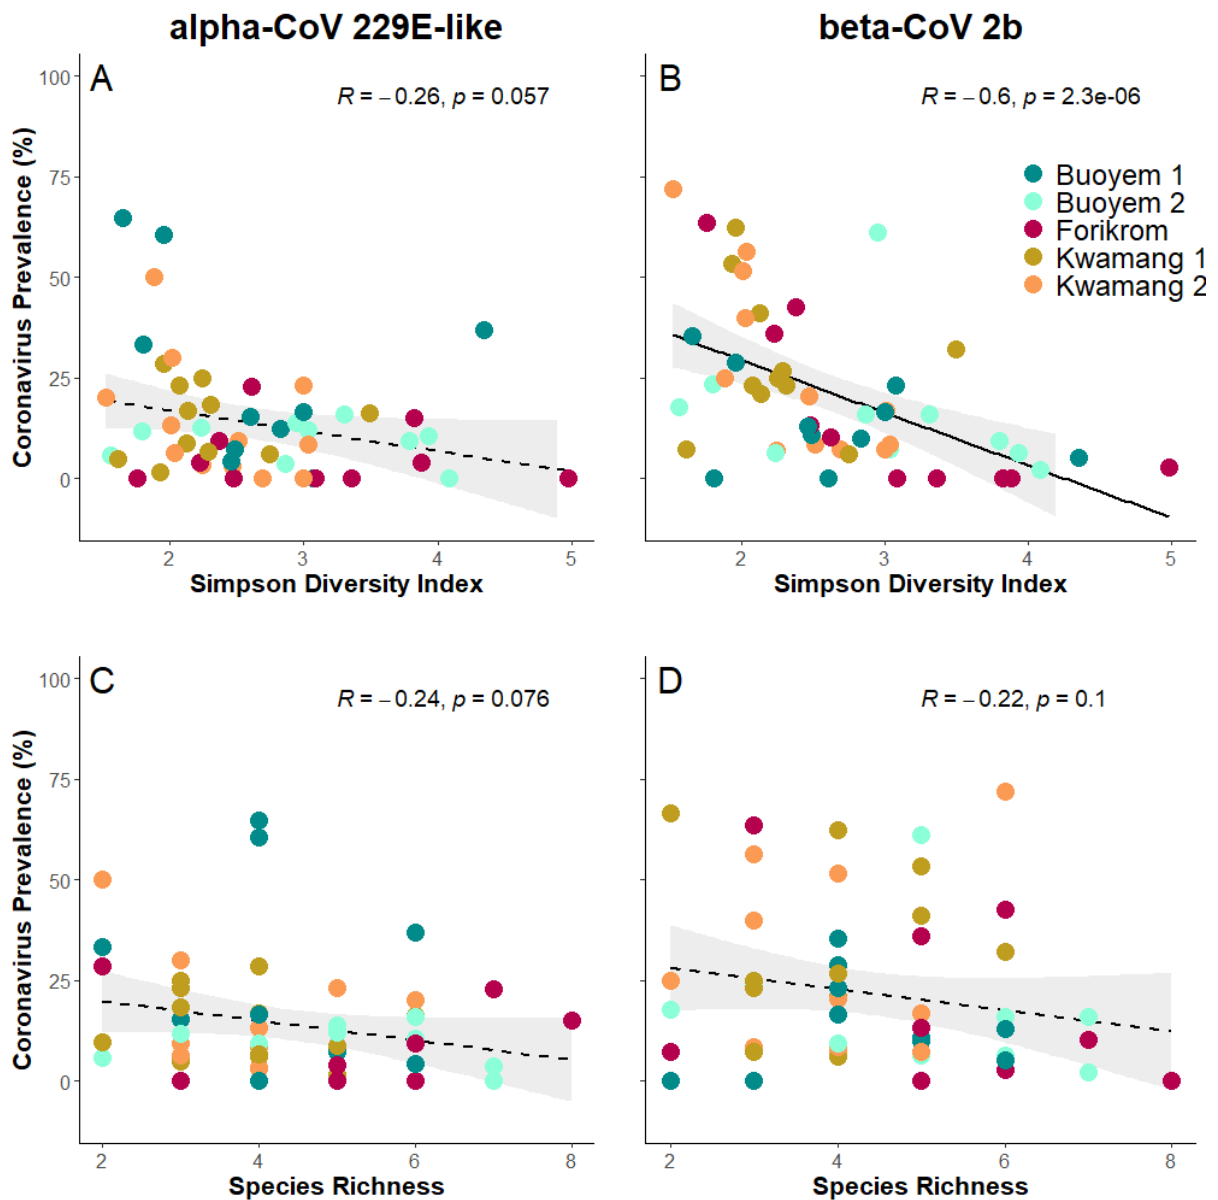 alpha-CoV 229E-like
beta-CoV 2b
A
R = −0.26, p = 0.057
B
R = −0.6, p = 2.3e-06
Coronavirus Prevalence (%)
100
75
50
25
0
Buoyem 1
Buoyem 2
Forikrom
Kwamang 1
Kwamang 2
2 3 4 5
2 3 4 5
Simpson Diversity Index
Simpson Diversity Index
C
R = −0.24, p = 0.076
D
R = −0.22, p = 0.1
Coronavirus Prevalence (%)
100
75
50
25
0
2 4 6 8
2 3 4 5 6 7 8
Species Richness
Species Richness